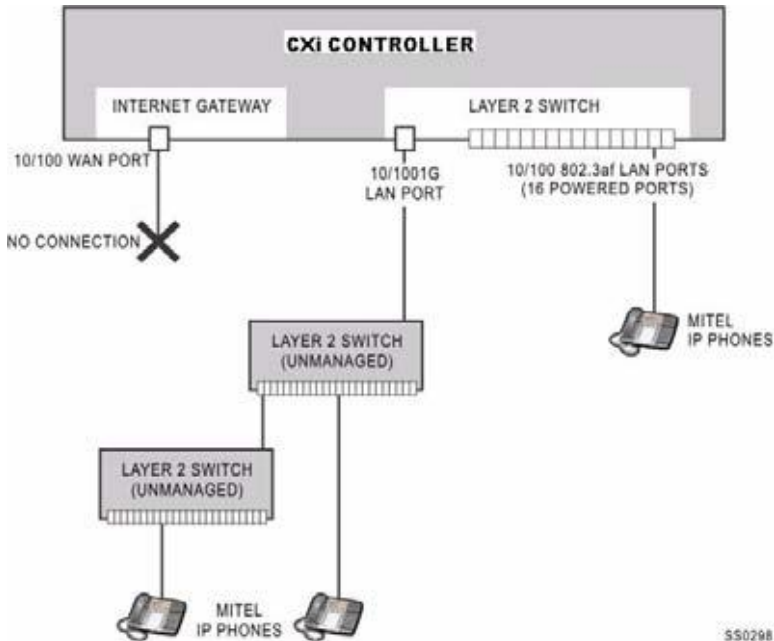 CXi CONTROLLER
INTERNET GATEWAY
LAYER 2 SWITCH
10/100 WAN PORT
10/1001G
LAN PORT
10/100 802.3af LAN PORTS
(16 POWERED PORTS)
NO CONNECTION
MITEL
IP PHONES
LAYER 2 SWITCH
(UNMANAGED)
LAYER 2 SWITCH
(UNMANAGED)
MITEL
IP PHONES
SS0298